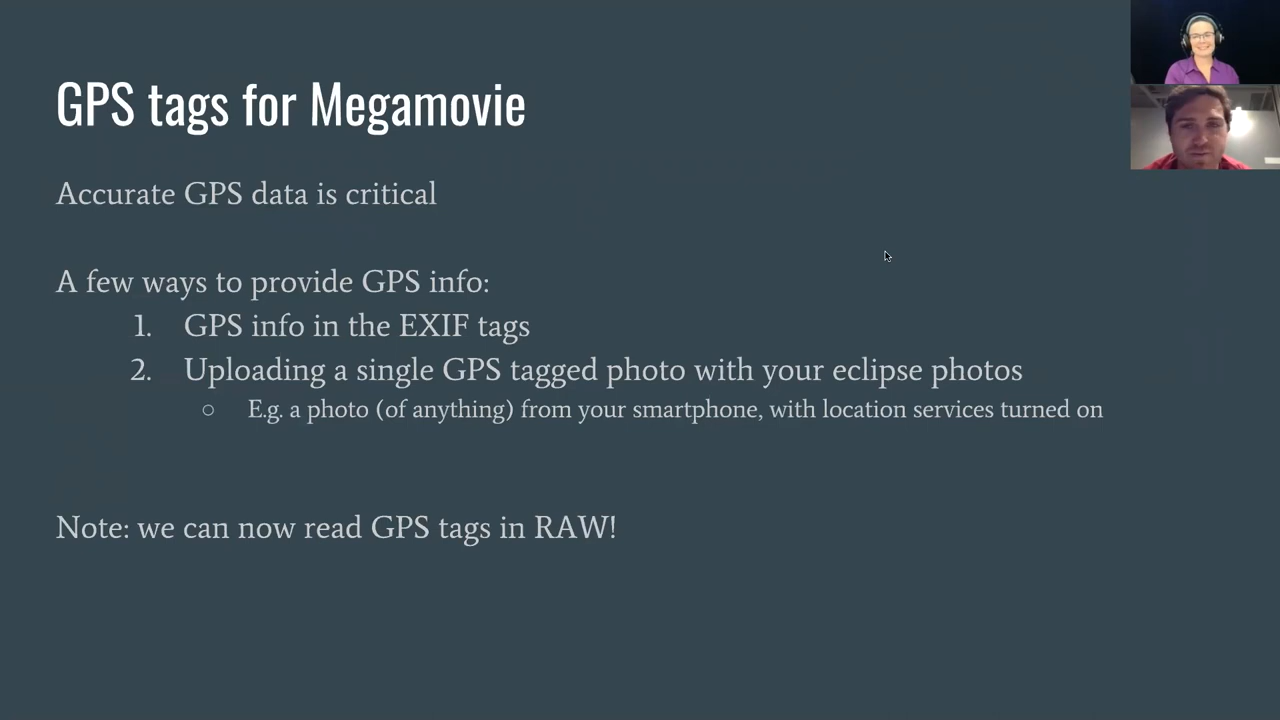 GPS tags for Megamovie
Accurate GPS data is critical
A few ways to provide GPS info:
1. GPS info in the EXIF tags
2. Uploading a single GPS tagged photo with your eclipse photos
○ E.g. a photo (of anything) from your smartphone, with location services turned on
Note: we can now read GPS tags in RAW!